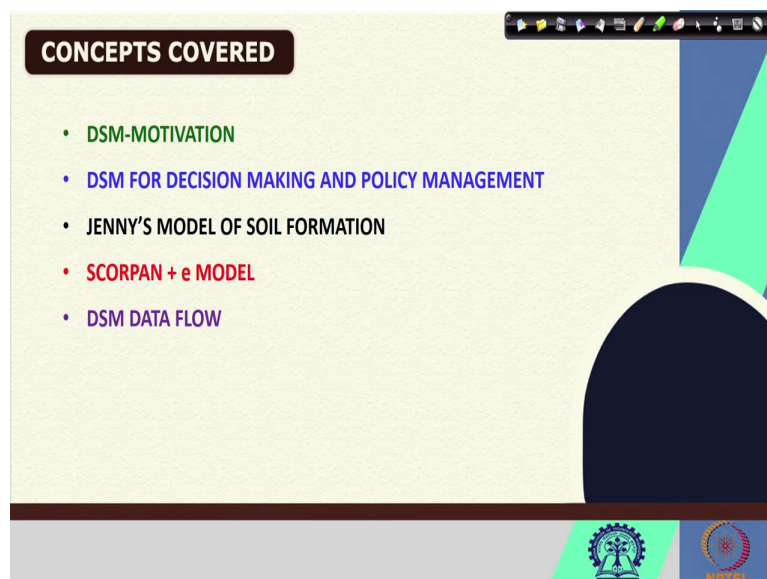 CONCEPTS COVERED
• DSM-MOTIVATION
• DSM FOR DECISION MAKING AND POLICY MANAGEMENT
• JENNY'S MODEL OF SOIL FORMATION
• SCORPAN + e MODEL
• DSM DATA FLOW
NPTEL